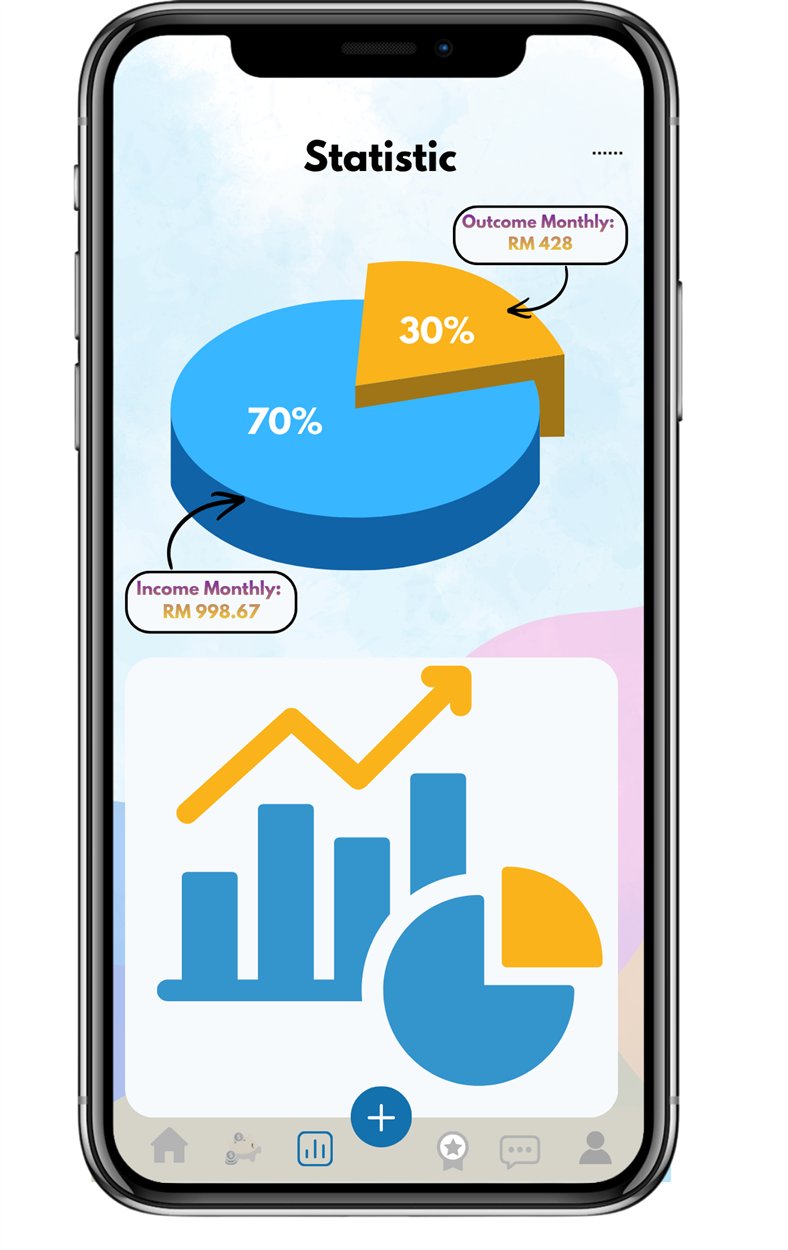 Statistic
Outcome Monthly:
RM 428
30%
70%
Income Monthly:
RM 998.67